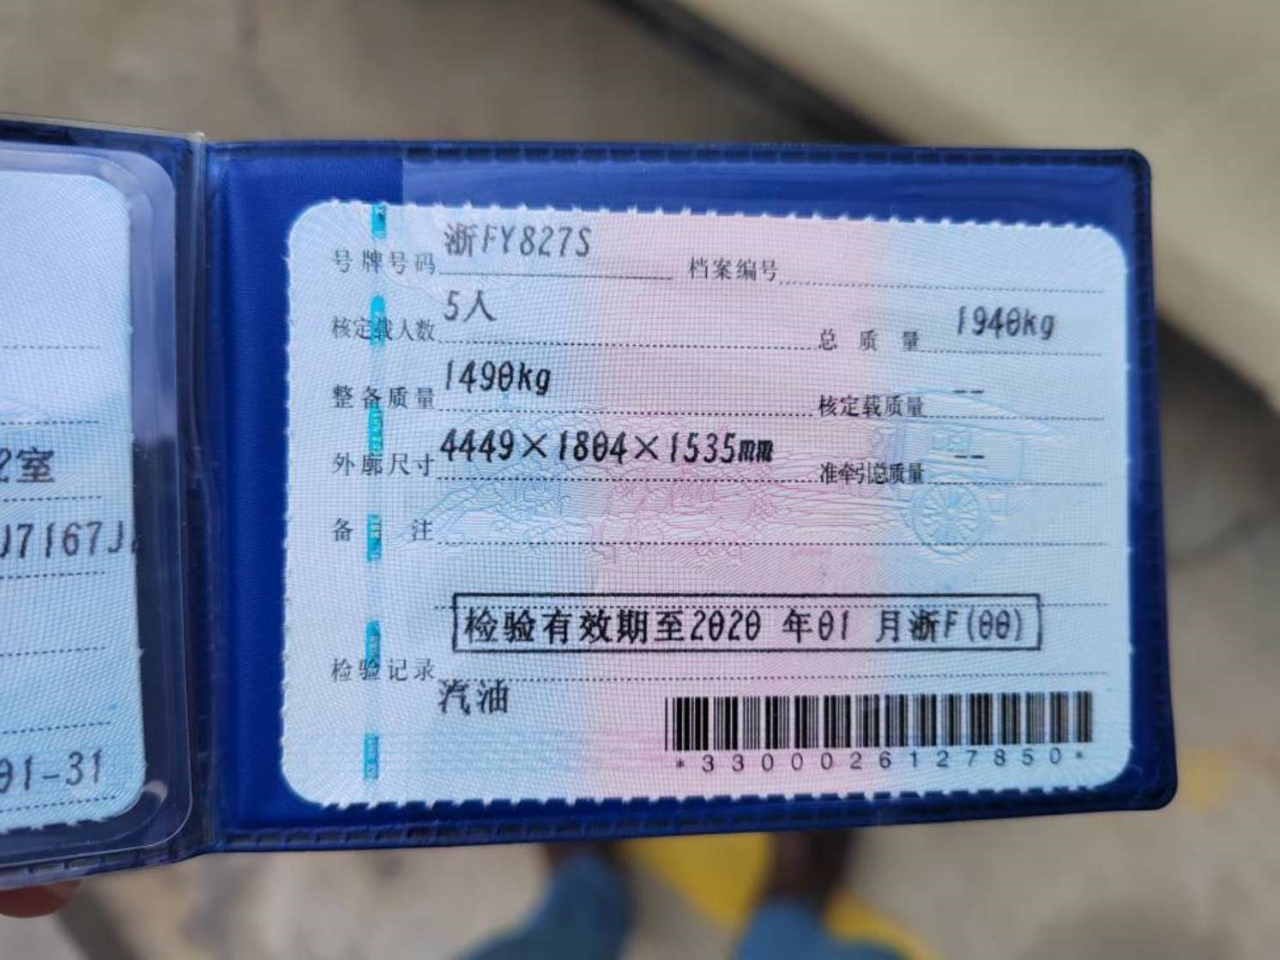 2室
J7167J
01-31
号牌号码 浙FY827S 档案编号
核定载人数 5人 总质量 1940kg
整备质量 1490kg 核定载质量 --
外廓尺寸 4449×1804×1535mm 准牵引总质量 --
备注
检验有效期至2020 年01 月浙F(00)
检验记录
汽油
*3300026127850*